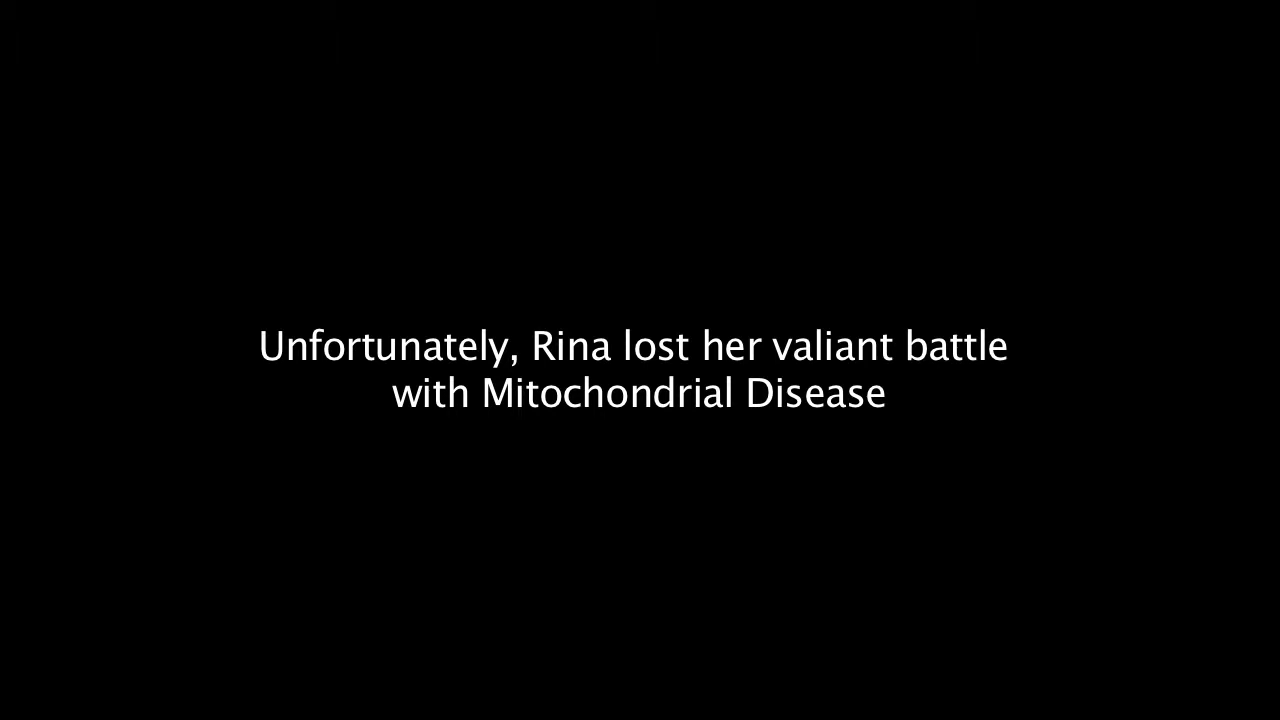 Unfortunately, Rina lost her valiant battle
with Mitochondrial Disease